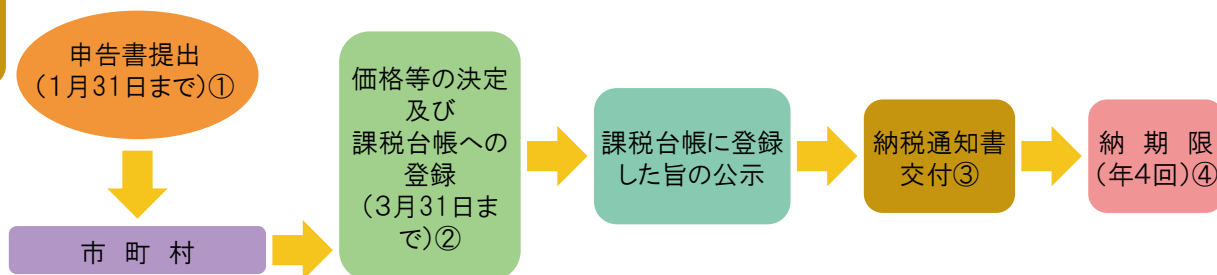 申告書提出
(1月31日まで)①
市 町 村
価格等の決定
及び
課税台帳への
登録
(3月31日ま
で)②
課税台帳に登録
した旨の公示
納税通知書
交付③
納 期 限
(年4回)④